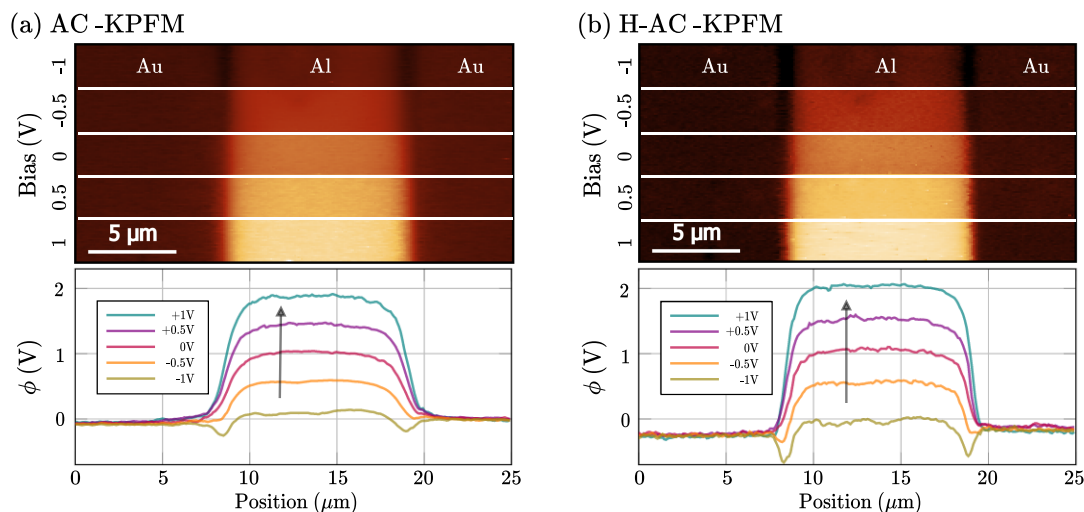 (a) AC -KPFM
Au Al Au
Bias (V)
-1
-0.5
0
0.5
1
5 µm
ϕ (V)
2
1
0
+1V
+0.5V
0V
-0.5V
-1V
0 5 10 15 20 25
Position (µm)
(b) H-AC -KPFM
Au Al Au
Bias (V)
-1
-0.5
0
0.5
1
5 µm
ϕ (V)
2
1
0
+1V
+0.5V
0V
-0.5V
-1V
0 5 10 15 20 25
Position (µm)